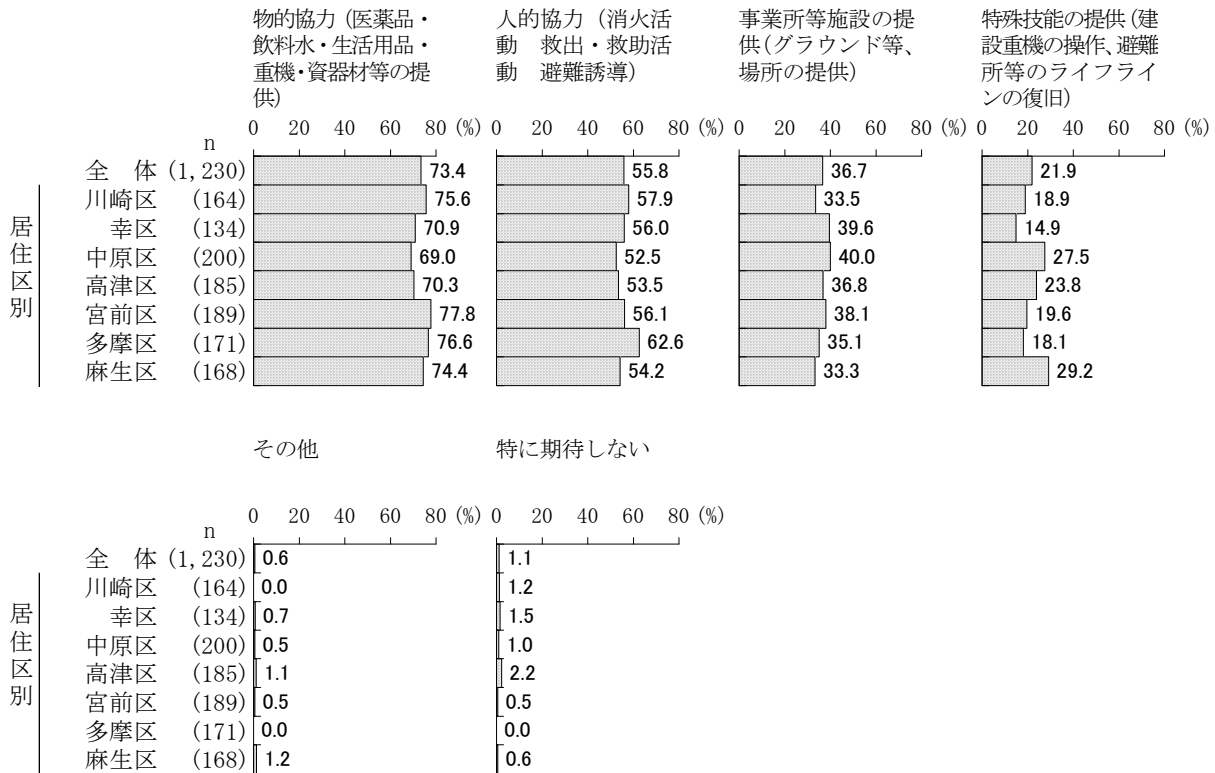 物的協力（医薬品・
飲料水・生活用品・
重機・資器材等の提
供）
人的協力（消火活
動　救出・救助活
動　避難誘導）
事業所等施設の提
供（グラウンド等、
場所の提供）
特殊技能の提供（建
設重機の操作、避難
所等のライフライ
ンの復旧）
n 0 20 40 60 80 (%) 0 20 40 60 80 (%) 0 20 40 60 80 (%) 0 20 40 60 80 (%)
居住区別
全　体 (1,230) 73.4 55.8 36.7 21.9
川崎区 (164) 75.6 57.9 33.5 18.9
幸区 (134) 70.9 56.0 39.6 14.9
中原区 (200) 69.0 52.5 40.0 27.5
高津区 (185) 70.3 53.5 36.8 23.8
宮前区 (189) 77.8 56.1 38.1 19.6
多摩区 (171) 76.6 62.6 35.1 18.1
麻生区 (168) 74.4 54.2 33.3 29.2
その他 特に期待しない
n 0 20 40 60 80 (%) 0 20 40 60 80 (%)
居住区別
全　体 (1,230) 0.6 1.1
川崎区 (164) 0.0 1.2
幸区 (134) 0.7 1.5
中原区 (200) 0.5 1.0
高津区 (185) 1.1 2.2
宮前区 (189) 0.5 0.5
多摩区 (171) 0.0 0.0
麻生区 (168) 1.2 0.6